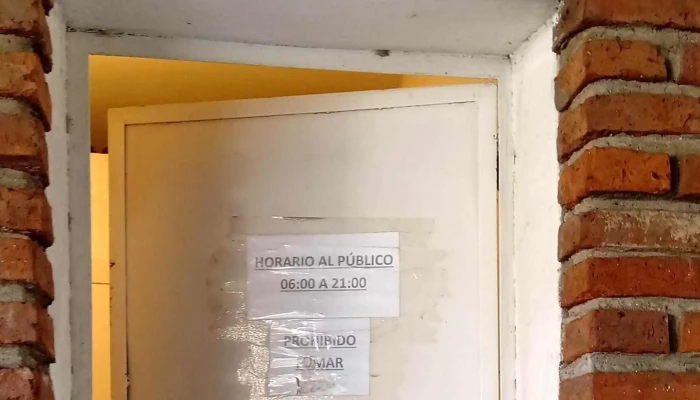 HORARIO AL PÚBLICO
06:00 A 21:00
PROHIBIDO